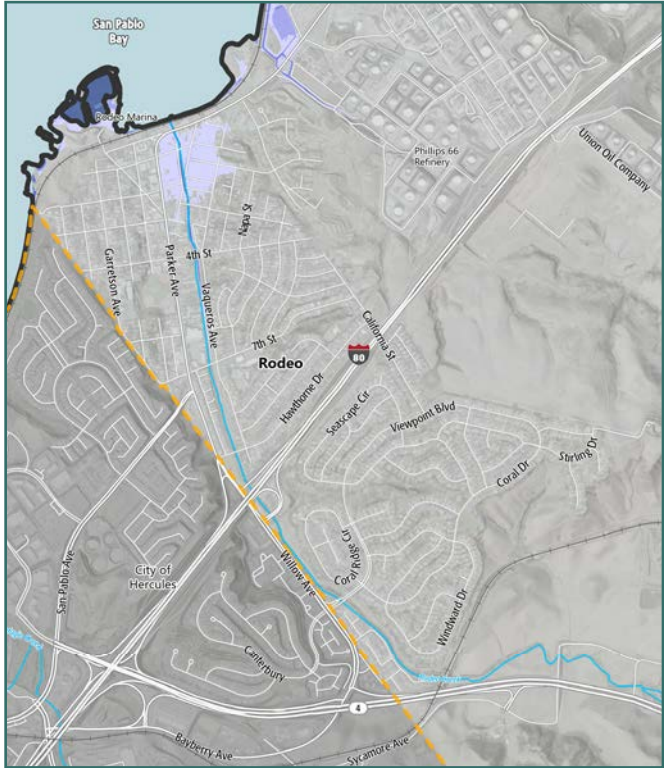 San Pablo
Bay
Rodeo Marina
Phillips 66
Refinery
Union Oil Company
Napa St
4th St
Garretson Ave
Parker Ave
Vaqueros Ave
7th St
California St
80
Rodeo
Hawthorne Dr
Seascape Cir
Viewpoint Blvd
Stirling Dr
Coral Dr
Coral Ridge Cir
City of
Hercules
San Pablo Ave
Willow Ave
Windward Dr
Canterbury
Rodeo Creek
4
Bayberry Ave
Sycamore Ave